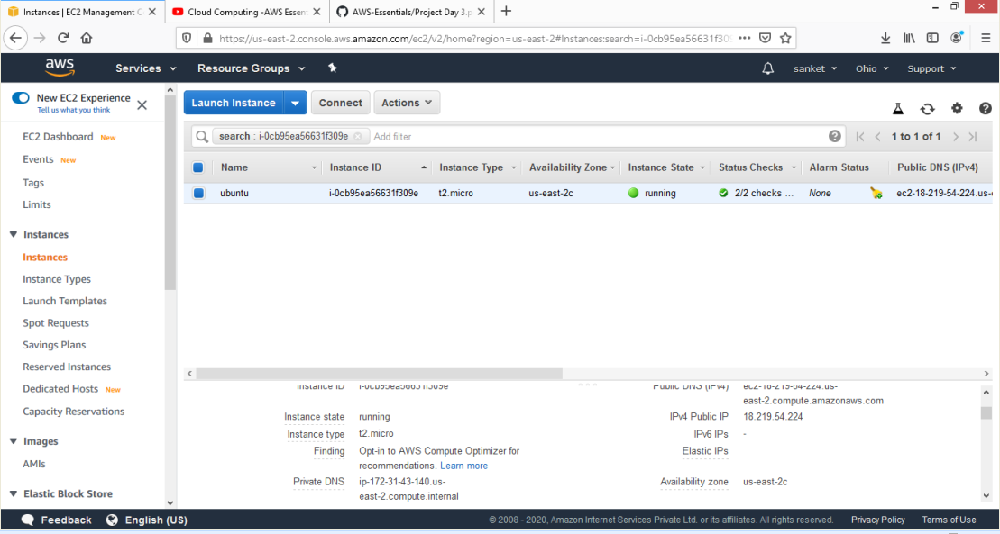 Instances | EC2 Management C
Cloud Computing -AWS Essent
AWS-Essentials/Project Day 3.p
https://us-east-2.console.aws.amazon.com/ec2/v2/home?region=us-east-2#Instances:search=i-0cb95ea56631f30
aws Services Resource Groups sanket Ohio Support
New EC2 Experience
Tell us what you think
EC2 Dashboard New
Events New
Tags
Limits
Instances
Instances
Instance Types
Launch Templates
Spot Requests
Savings Plans
Reserved Instances
Dedicated Hosts New
Capacity Reservations
Images
AMIs
Elastic Block Store
Launch Instance Connect Actions
search : i-0cb95ea56631f309e Add filter 1 to 1 of 1
Name Instance ID Instance Type Availability Zone Instance State Status Checks Alarm Status Public DNS (IPv4)
ubuntu i-0cb95ea56631f309e t2.micro us-east-2c running 2/2 checks ... None ec2-18-219-54-224.us-
Instance ID i-0cb95ea56631f309e Public DNS (IPv4) ec2-18-219-54-224.us-
east-2.compute.amazonaws.com
Instance state running IPv4 Public IP 18.219.54.224
Instance type t2.micro IPv6 IPs -
Finding Opt-in to AWS Compute Optimizer for Elastic IPs
recommendations. Learn more
Private DNS ip-172-31-43-140.us- Availability zone us-east-2c
east-2.compute.internal
Feedback English (US) © 2008 - 2020, Amazon Internet Services Private Ltd. or its affiliates. All rights reserved. Privacy Policy Terms of Use